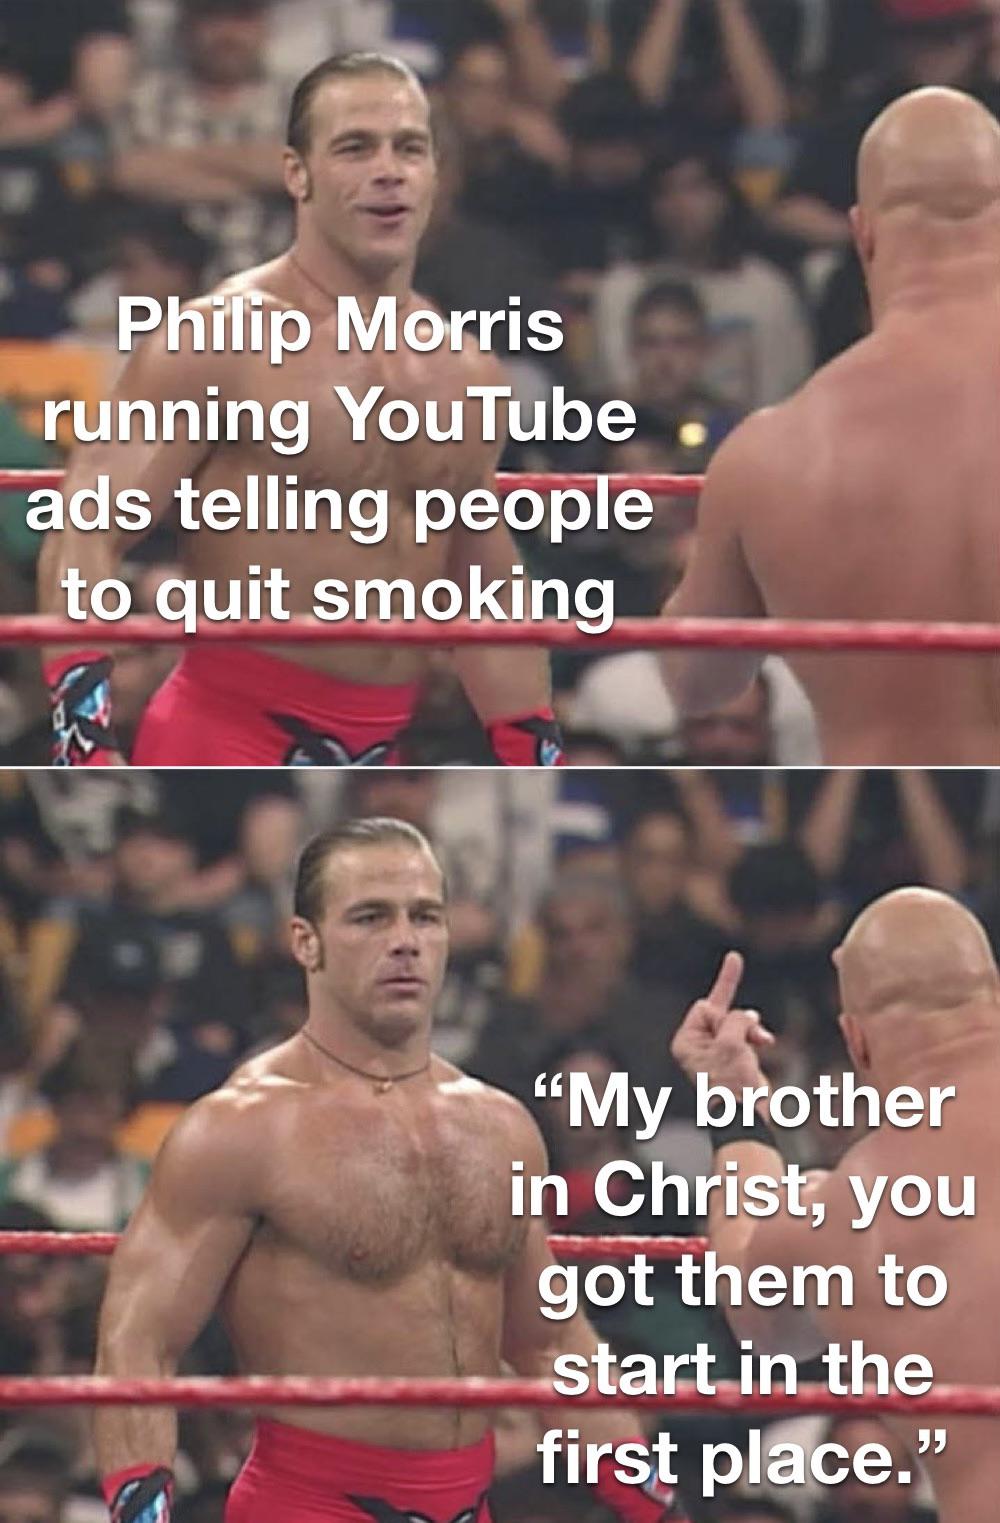 Philip Morris
running YouTube
ads telling people
to quit smoking
“My brother
in Christ, you
got them to
start in the
first place.”